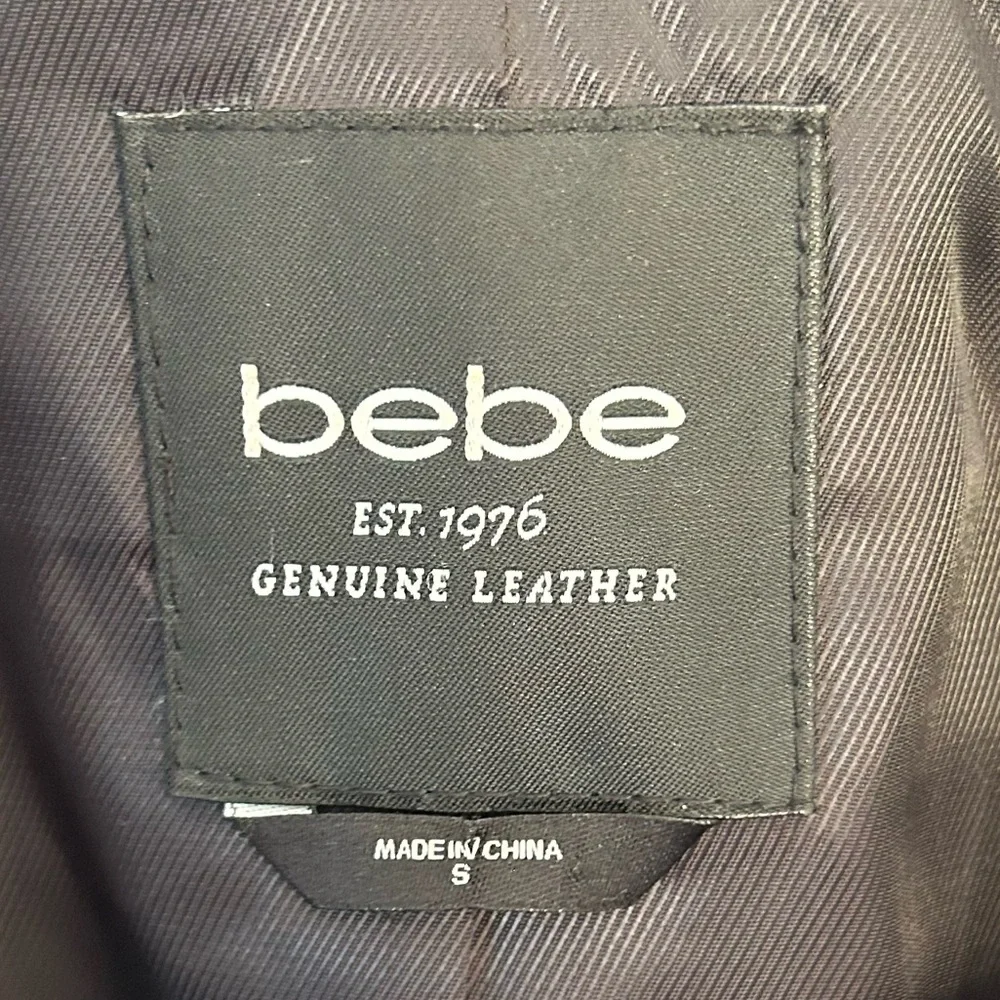 bebe
EST. 1976
GENUINE LEATHER
MADE IN CHINA
S